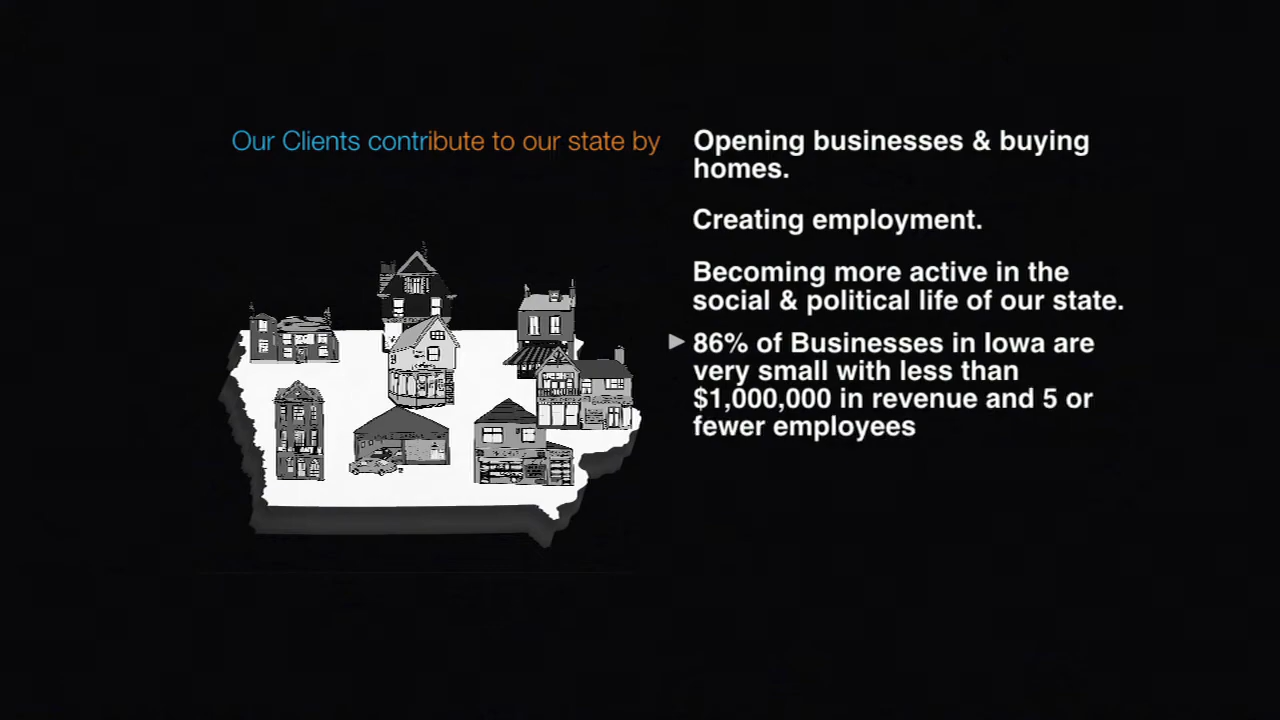 Our Clients contribute to our state by
Opening businesses & buying
homes.
Creating employment.
Becoming more active in the
social & political life of our state.
86% of Businesses in Iowa are
very small with less than
$1,000,000 in revenue and 5 or
fewer employees